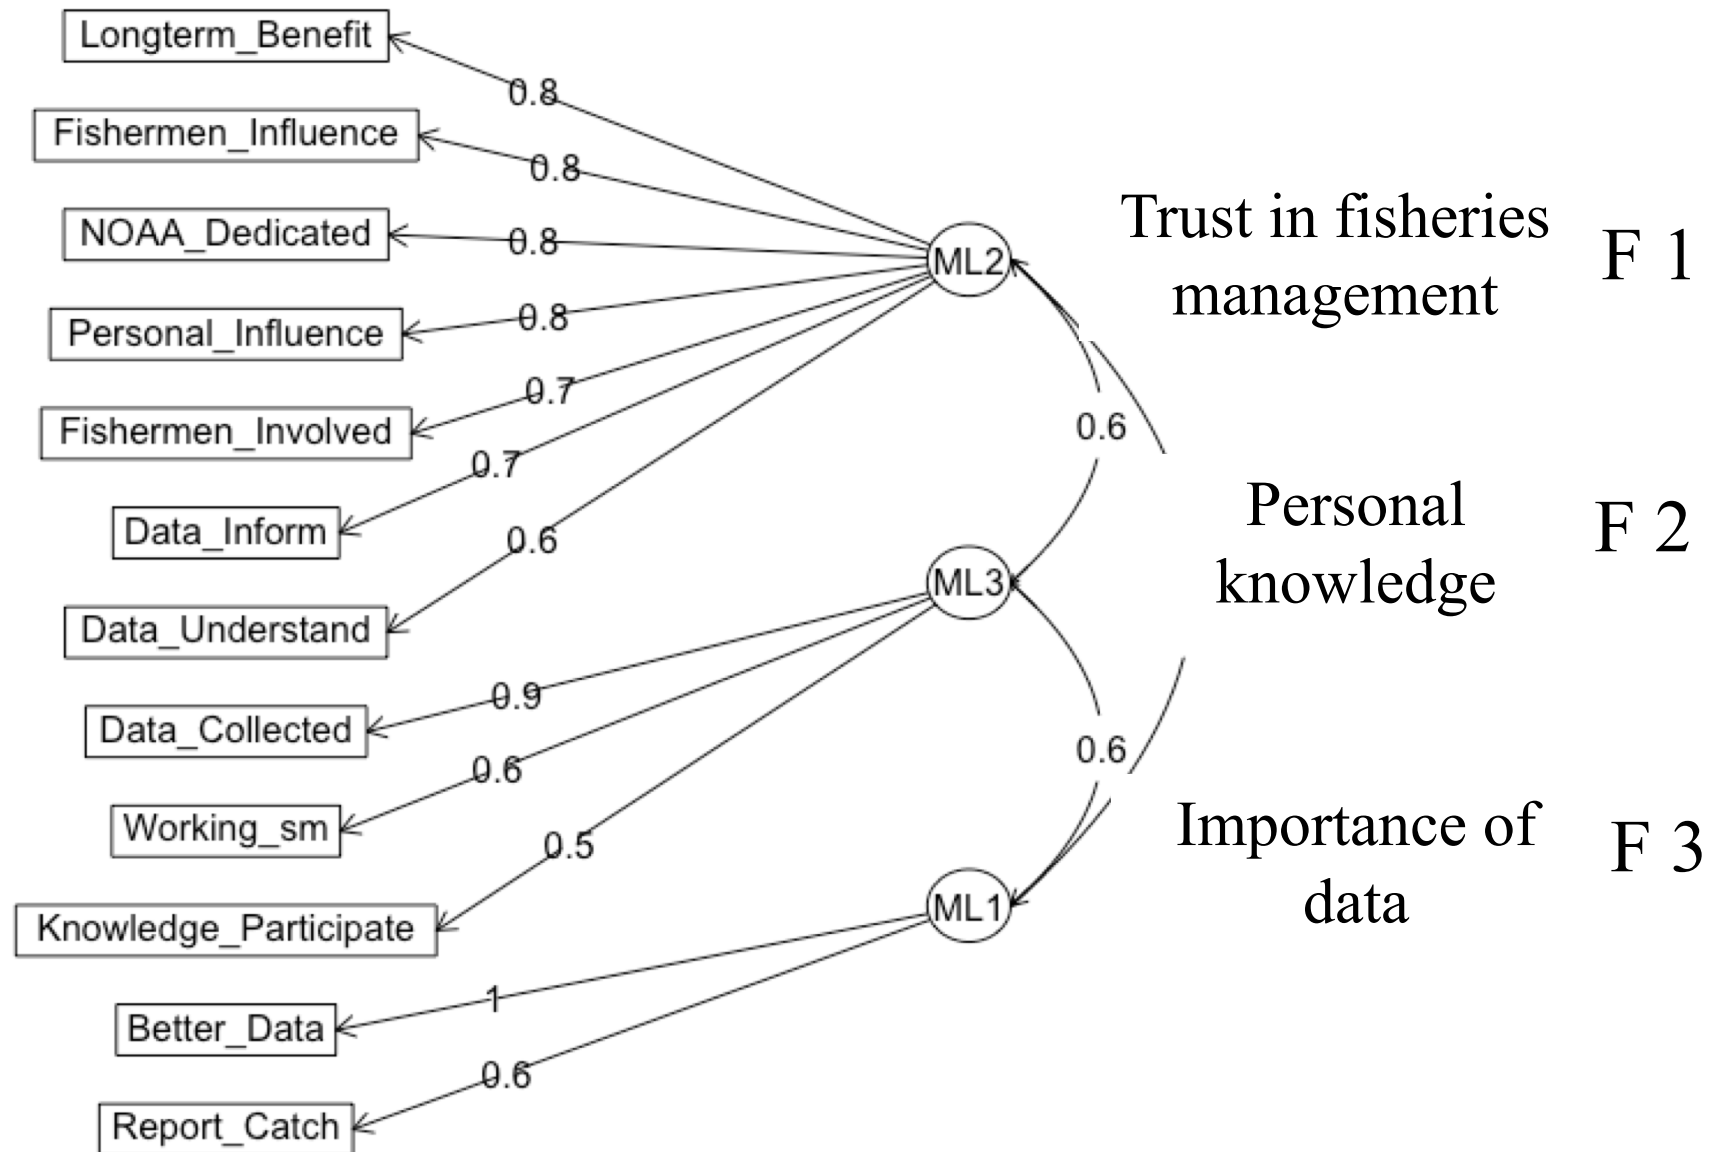 Longterm_Benefit
0.8
Fishermen_Influence
0.8
NOAA_Dedicated
0.8
Personal_Influence
0.8
Fishermen_Involved
0.7
Data_Inform
0.7
Data_Understand
0.6
Data_Collected
0.9
Working_sm
0.6
Knowledge_Participate
0.5
Better_Data
1
Report_Catch
0.6
ML2
ML3
ML1
0.6
0.6
Trust in fisheries
management
F 1
Personal
knowledge
F 2
Importance of
data
F 3